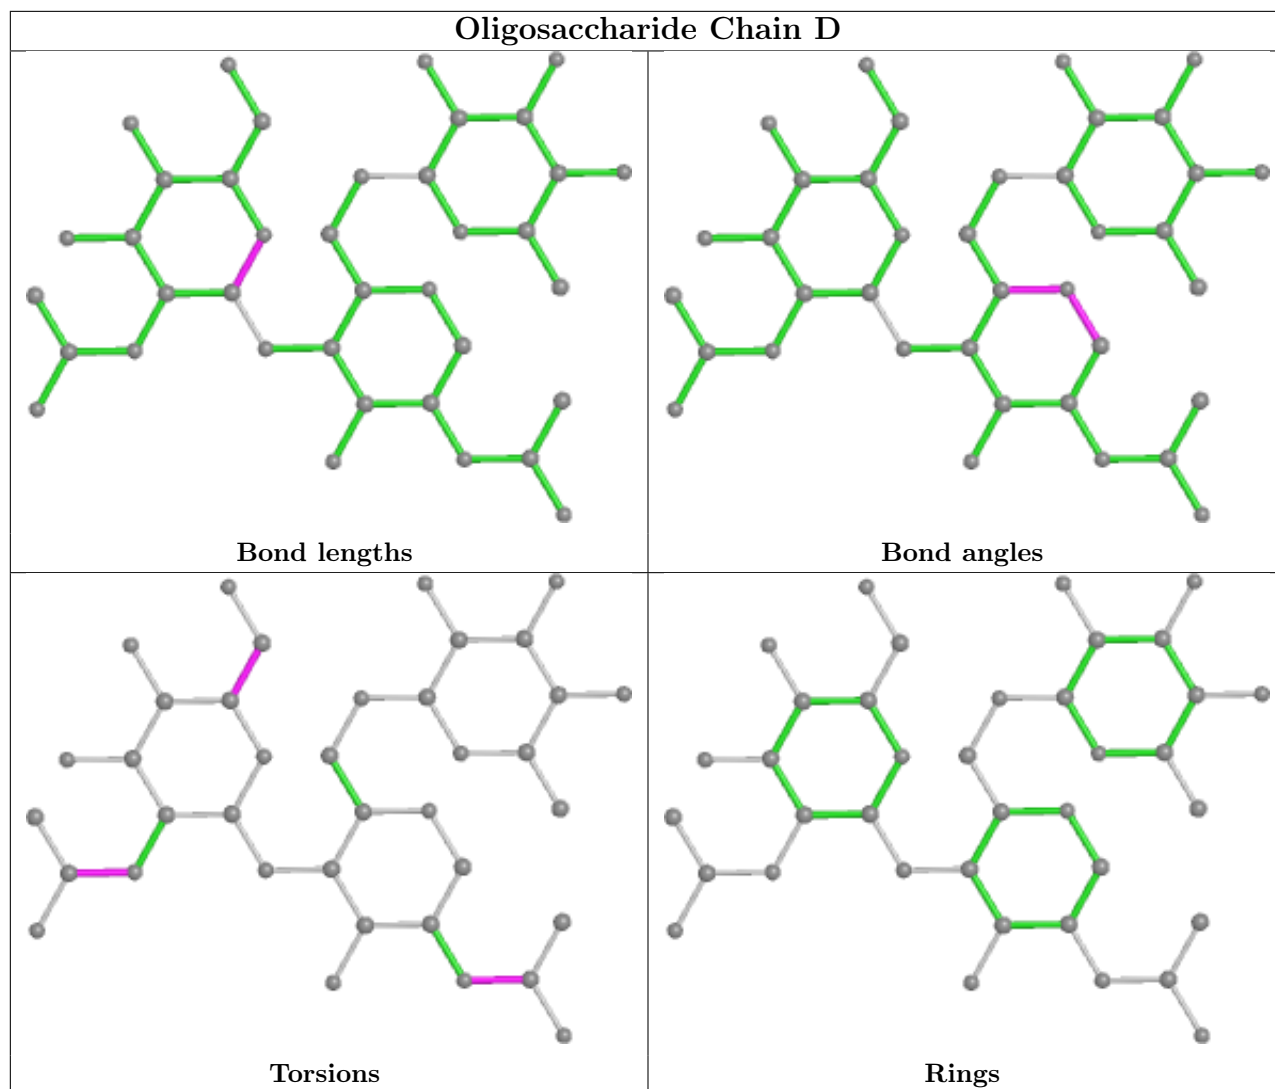 Oligosaccharide Chain D
Bond lengths
Bond angles
Torsions
Rings